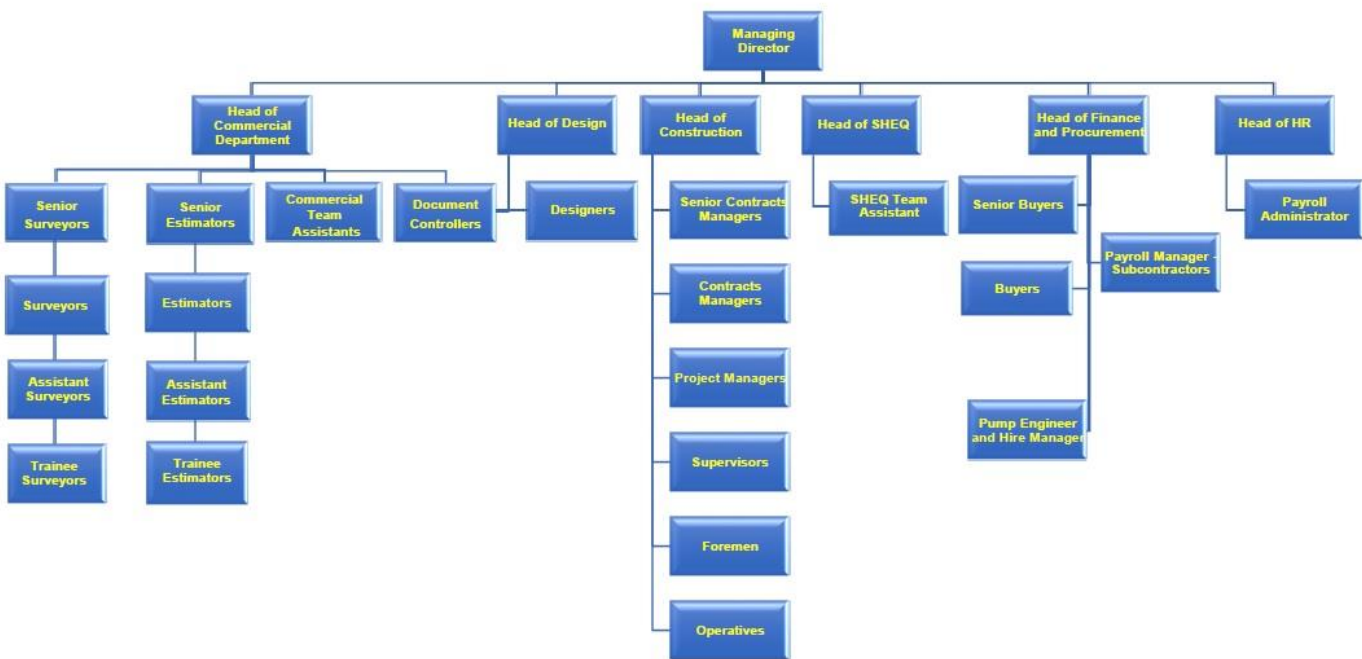 Managing
Director
Head of
Commercial
Department
Head of Design
Head of
Construction
Head of SHEQ
Head of Finance
and Procurement
Head of HR
Senior
Surveyors
Senior
Estimators
Commercial
Team
Assistants
Document
Controllers
Designers
Senior Contracts
Managers
SHEQ Team
Assistant
Senior Buyers
Payroll
Administrator
Payroll Manager -
Subcontractors
Surveyors
Estimators
Contracts
Managers
Buyers
Assistant
Surveyors
Assistant
Estimators
Project Managers
Pump Engineer
and Hire Manager
Trainee
Surveyors
Trainee
Estimators
Supervisors
Foremen
Operatives